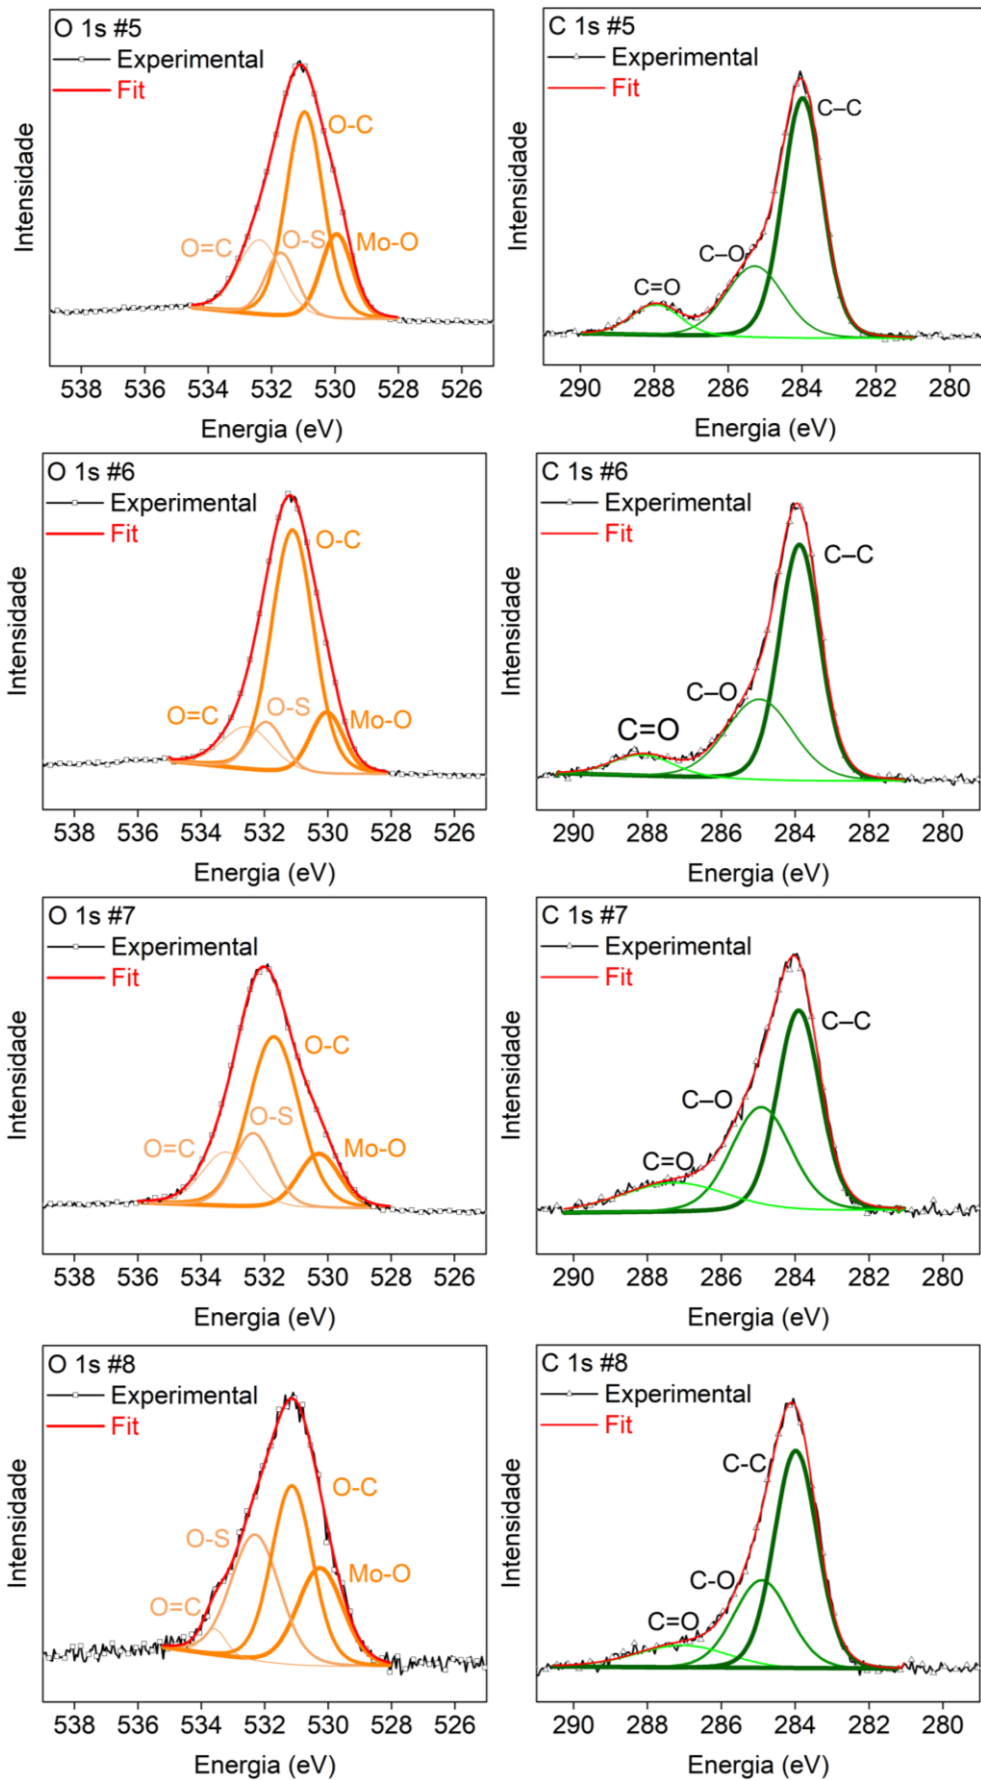 O 1s #5
Experimental
Fit
O-C
O=C
O-S
Mo-O
Intensidade
538 536 534 532 530 528 526
Energia (eV)
C 1s #5
Experimental
Fit
C–C
C–O
C=O
Intensidade
290 288 286 284 282 280
Energia (eV)
O 1s #6
Experimental
Fit
O-C
O=C
O-S
Mo-O
Intensidade
538 536 534 532 530 528 526
Energia (eV)
C 1s #6
Experimental
Fit
C–C
C–O
C=O
Intensidade
290 288 286 284 282 280
Energia (eV)
O 1s #7
Experimental
Fit
O-C
O-S
O=C
Mo-O
Intensidade
538 536 534 532 530 528 526
Energia (eV)
C 1s #7
Experimental
Fit
C–C
C–O
C=O
Intensidade
290 288 286 284 282 280
Energia (eV)
O 1s #8
Experimental
Fit
O-C
O-S
Mo-O
O=C
Intensidade
538 536 534 532 530 528 526
Energia (eV)
C 1s #8
Experimental
Fit
C-C
C-O
C=O
Intensidade
290 288 286 284 282 280
Energia (eV)